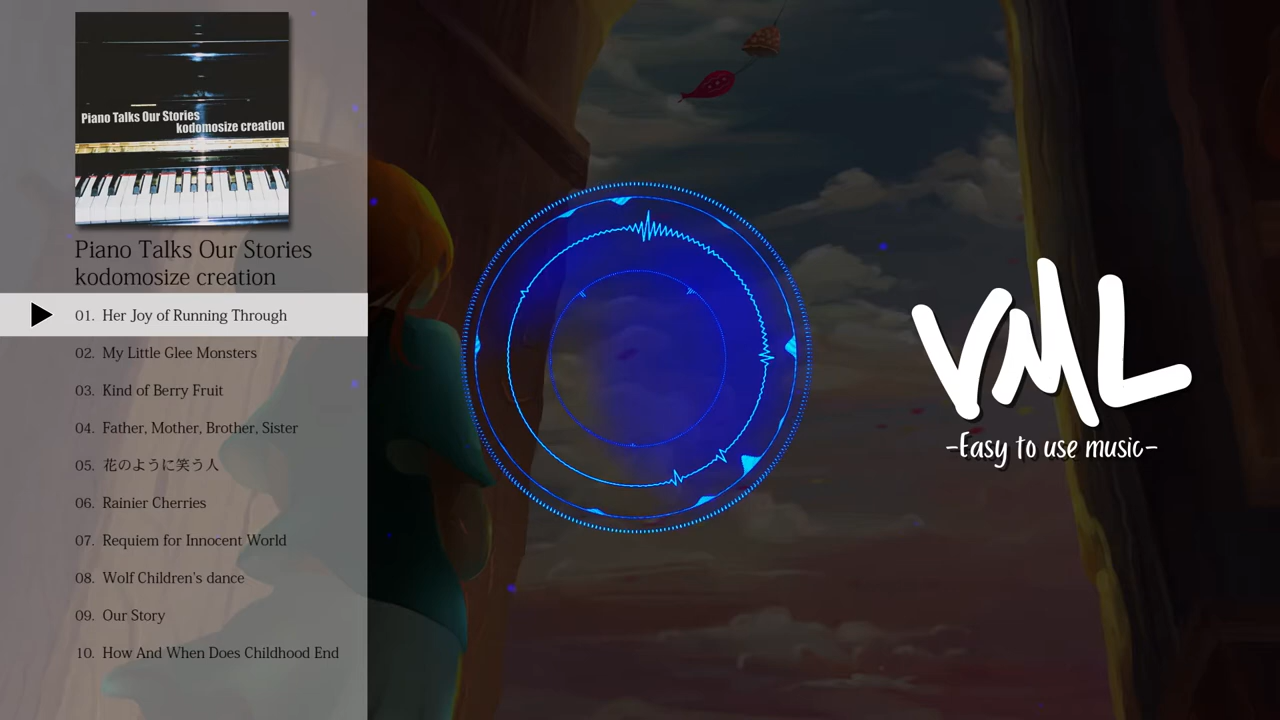 Piano Talks Our Stories
kodomosize creation
Piano Talks Our Stories
kodomosize creation
01. Her Joy of Running Through
02. My Little Glee Monsters
03. Kind of Berry Fruit
04. Father, Mother, Brother, Sister
05. 花のように笑う人
06. Rainier Cherries
07. Requiem for Innocent World
08. Wolf Children's dance
09. Our Story
10. How And When Does Childhood End
VML
-Easy to use music-